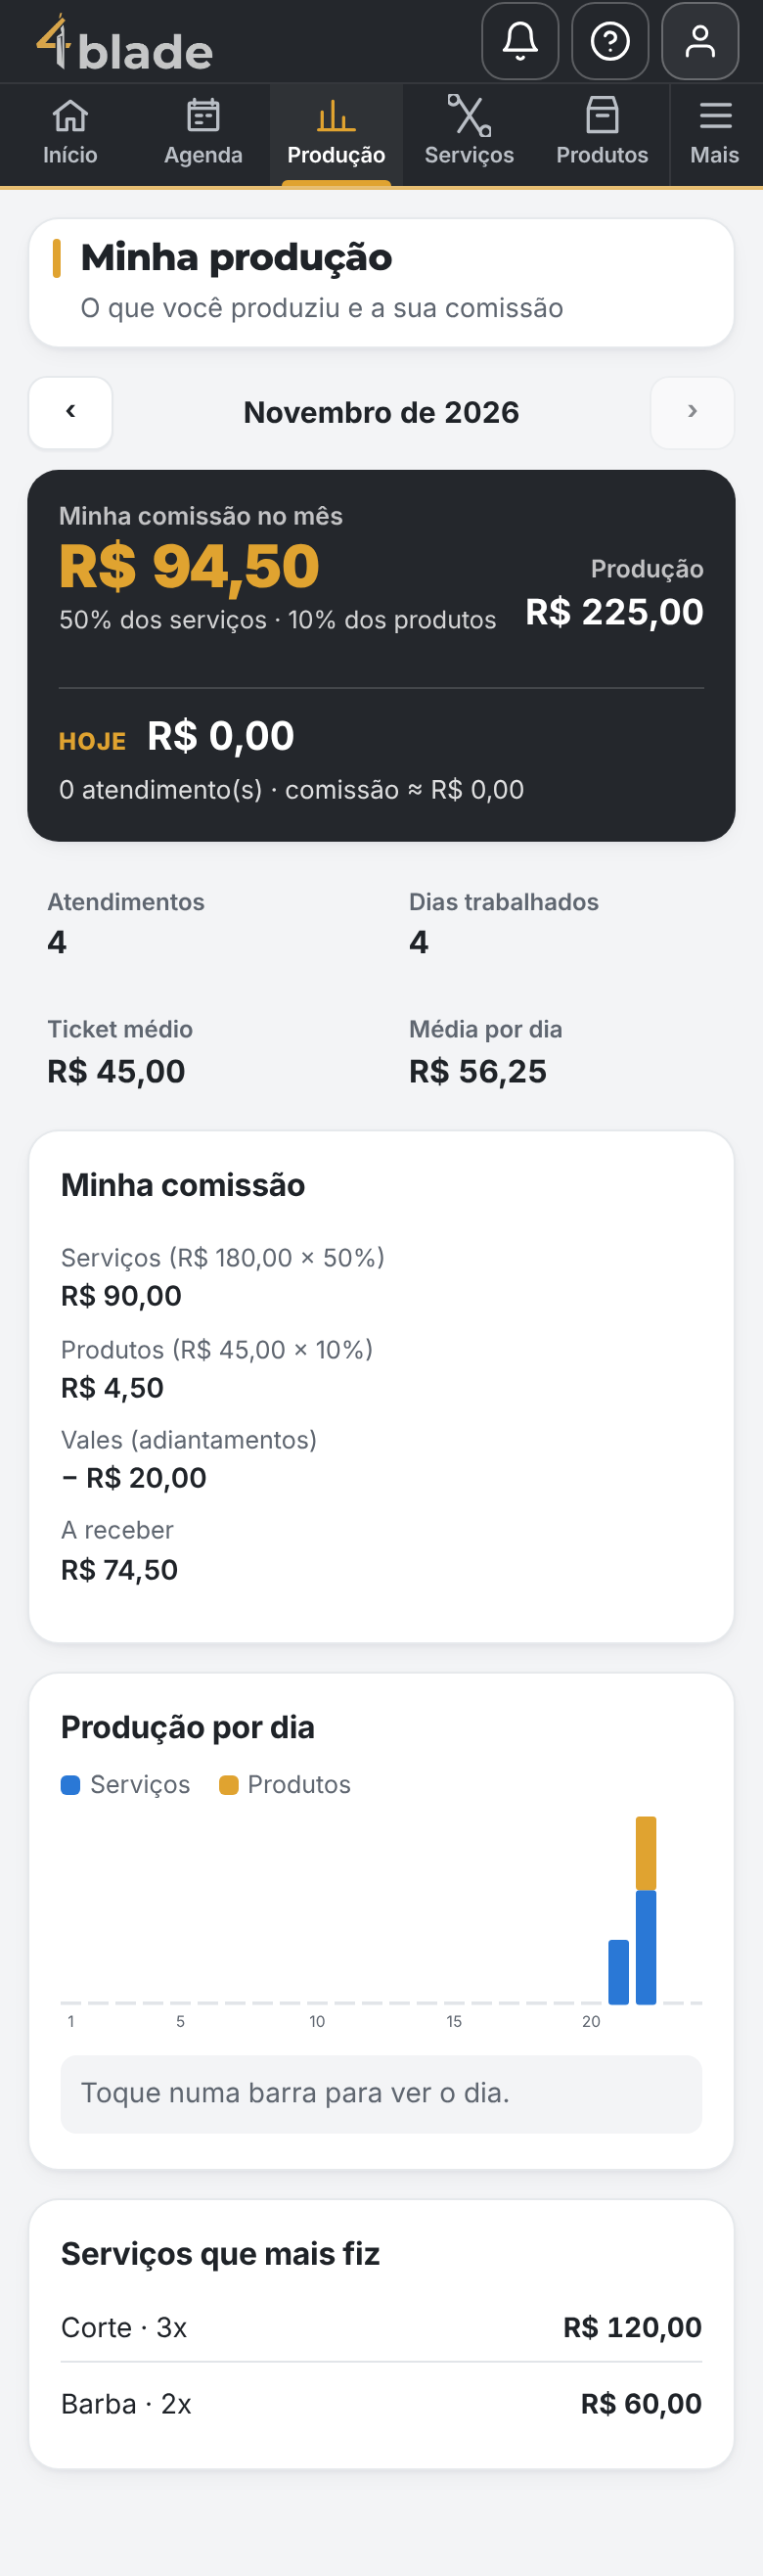 4blade
Início
Agenda
Produção
Serviços
Produtos
Mais
Minha produção
O que você produziu e a sua comissão
‹
Novembro de 2026
›
Minha comissão no mês
R$ 94,50
50% dos serviços · 10% dos produtos
Produção
R$ 225,00
HOJE R$ 0,00
0 atendimento(s) · comissão ≈ R$ 0,00
Atendimentos
4
Dias trabalhados
4
Ticket médio
R$ 45,00
Média por dia
R$ 56,25
Minha comissão
Serviços (R$ 180,00 × 50%)
R$ 90,00
Produtos (R$ 45,00 × 10%)
R$ 4,50
Vales (adiantamentos)
− R$ 20,00
A receber
R$ 74,50
Produção por dia
Serviços Produtos
1 5 10 15 20
Toque numa barra para ver o dia.
Serviços que mais fiz
Corte · 3x R$ 120,00
Barba · 2x R$ 60,00